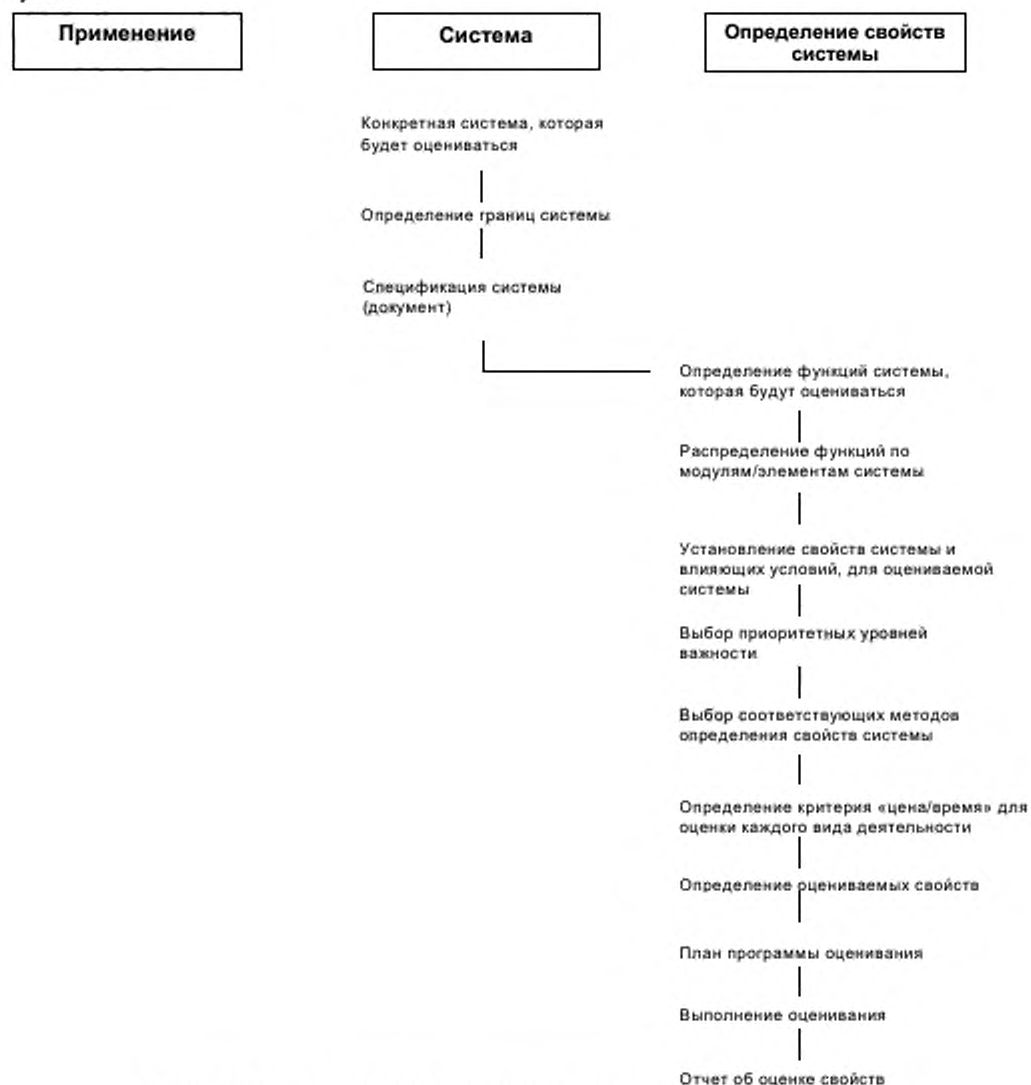 Применение
Система
Определение свойств
системы
Конкретная система, которая
будет оцениваться
Определение границ системы
Спецификация системы
(документ)
Определение функций системы,
которая будут оцениваться
Распределение функций по
модулям/элементам системы
Установление свойств системы и
влияющих условий, для оцениваемой
системы
Выбор приоритетных уровней
важности
Выбор соответствующих методов
определения свойств системы
Определение критерия «цена/время» для
оценки каждого вида деятельности
Определение оцениваемых свойств
План программы оценивания
Выполнение оценивания
Отчет об оценке свойств